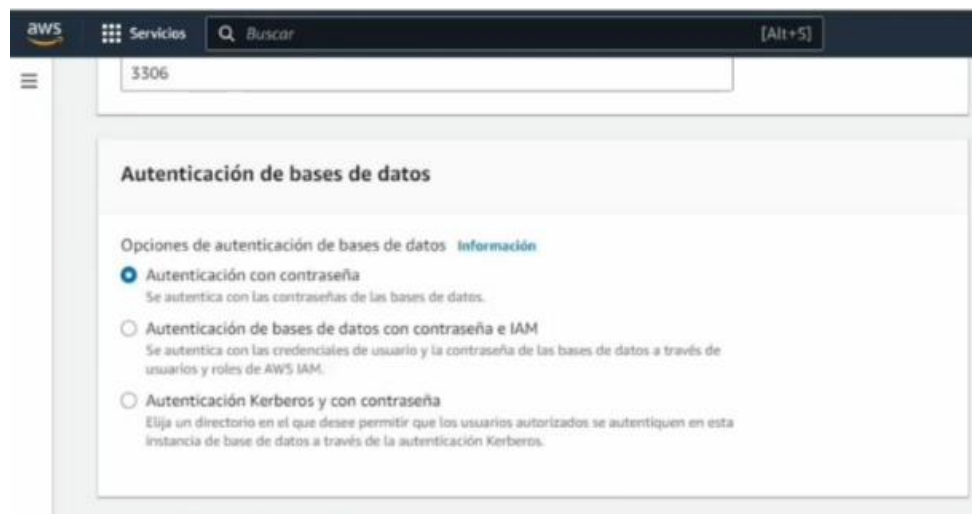 aws
Servicios
Buscar
[Alt+S]
3306
Autenticación de bases de datos
Opciones de autenticación de bases de datos Información
Autenticación con contraseña
Se autentica con las contraseñas de las bases de datos.
Autenticación de bases de datos con contraseña e IAM
Se autentica con las credenciales de usuario y la contraseña de las bases de datos a través de
usuarios y roles de AWS IAM.
Autenticación Kerberos y con contraseña
Elija un directorio en el que desee permitir que los usuarios autorizados se autentiquen en esta
instancia de base de datos a través de la autenticación Kerberos.